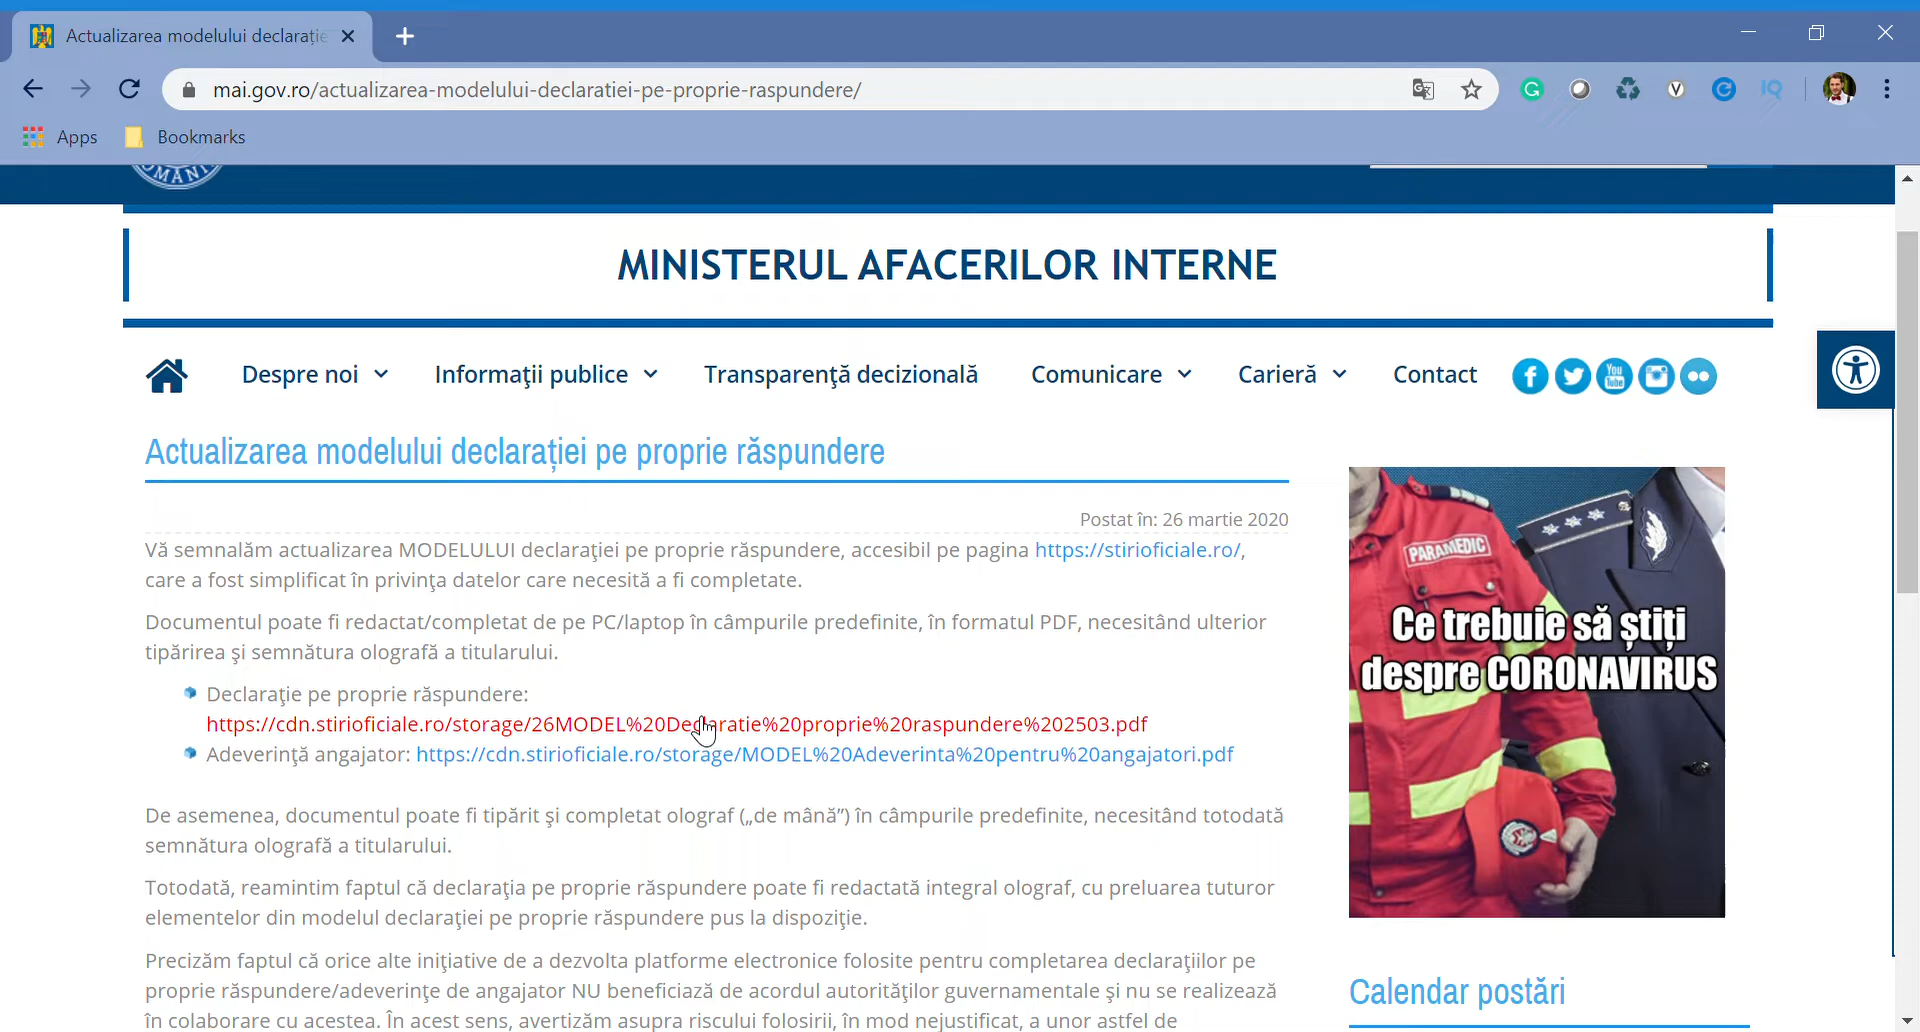 Actualizarea modelului declarație
mai.gov.ro/actualizarea-modelului-declaratiei-pe-proprie-raspundere/
G
V
IQ
Apps
Bookmarks
MINISTERUL AFACERILOR INTERNE
Despre noi
Informații publice
Transparență decizională
Comunicare
Carieră
Contact
You
Tube
Actualizarea modelului declarației pe proprie răspundere
Postat în: 26 martie 2020
Vă semnalăm actualizarea MODELULUI declarației pe proprie răspundere, accesibil pe pagina https://stirioficiale.ro/,
care a fost simplificat în privința datelor care necesită a fi completate.
Documentul poate fi redactat/completat de pe PC/laptop în câmpurile predefinite, în formatul PDF, necesitând ulterior
tipărirea și semnătura olografă a titularului.
Declarație pe proprie răspundere:
https://cdn.stirioficiale.ro/storage/26MODEL%20Declaratie%20proprie%20raspundere%202503.pdf
Adeverință angajator: https://cdn.stirioficiale.ro/storage/MODEL%20Adeverinta%20pentru%20angajatori.pdf
De asemenea, documentul poate fi tipărit și completat olograf („de mână”) în câmpurile predefinite, necesitând totodată
semnătura olografă a titularului.
Totodată, reamintim faptul că declarația pe proprie răspundere poate fi redactată integral olograf, cu preluarea tuturor
elementelor din modelul declarației pe proprie răspundere pus la dispoziție.
Precizăm faptul că orice alte inițiative de a dezvolta platforme electronice folosite pentru completarea declarațiilor pe
proprie răspundere/adeverințe de angajator NU beneficiază de acordul autorităților guvernamentale și nu se realizează
în colaborare cu acestea. În acest sens, avertizăm asupra riscului folosirii, în mod nejustificat, a unor astfel de
PARAMEDIC
Ce trebuie să știți
despre CORONAVIRUS
Calendar postări